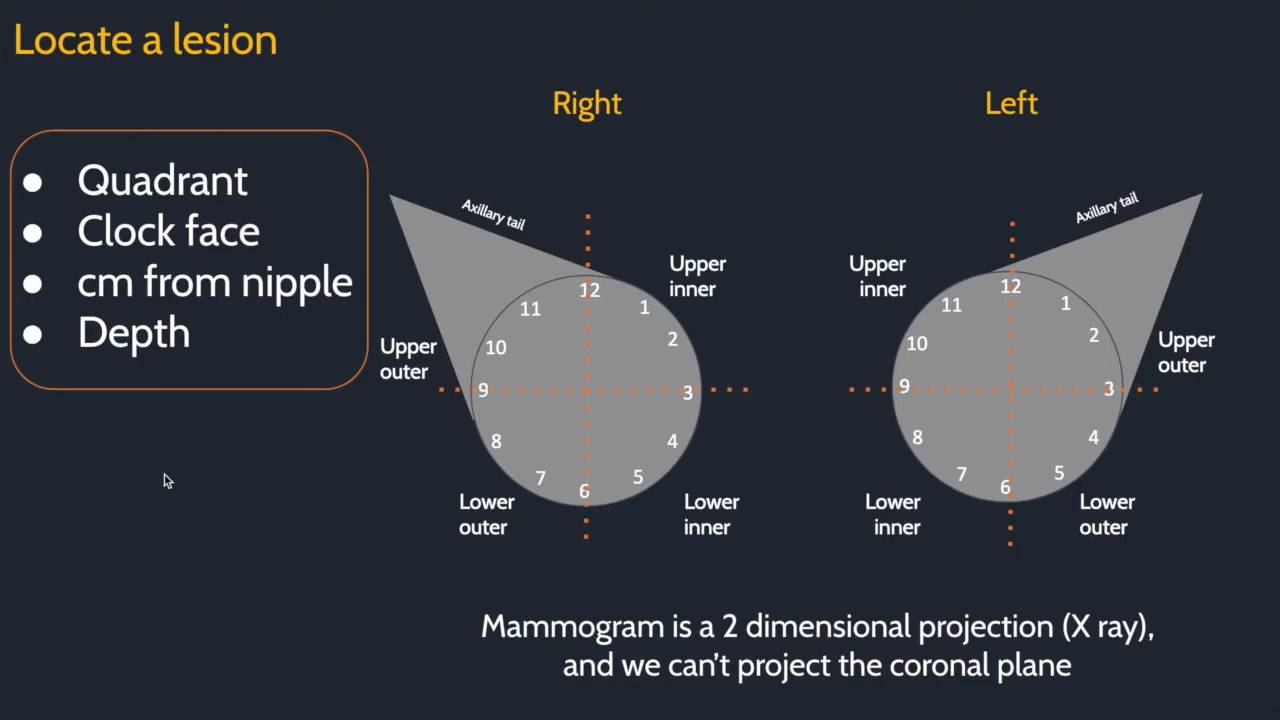 Locate a lesion
● Quadrant
● Clock face
● cm from nipple
● Depth
Right
Axillary tail
Upper
inner
Upper
outer
Lower
outer
Lower
inner
12
1
2
3
4
5
6
7
8
9
10
11
Left
Axillary tail
Upper
inner
Upper
outer
Lower
inner
Lower
outer
12
1
2
3
4
5
6
7
8
9
10
11
Mammogram is a 2 dimensional projection (X ray),
and we can't project the coronal plane